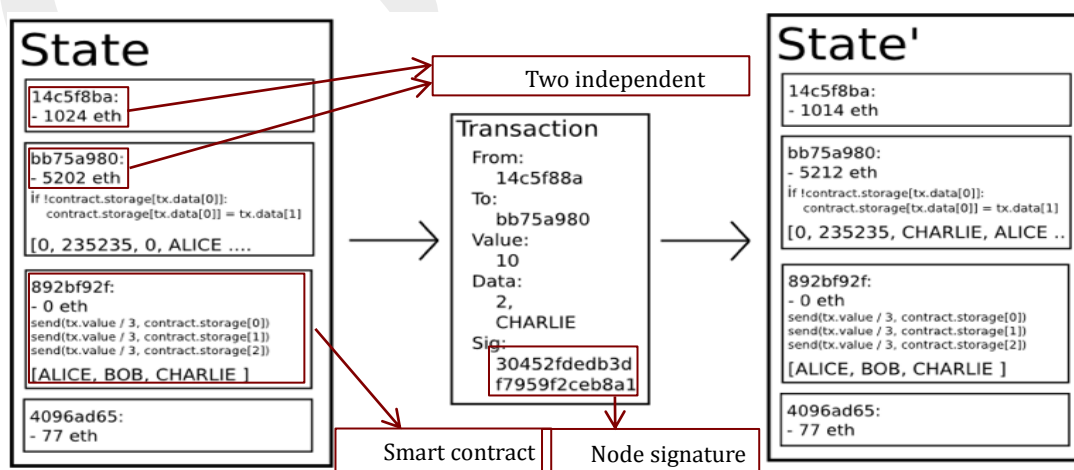 State
14c5f8ba:
- 1024 eth
bb75a980:
- 5202 eth
if !contract.storage[tx.data[0]]:
contract.storage[tx.data[0]] = tx.data[1]
[0, 235235, 0, ALICE ....
892bf92f:
- 0 eth
send(tx.value / 3, contract.storage[0])
send(tx.value / 3, contract.storage[1])
send(tx.value / 3, contract.storage[2])
[ALICE, BOB, CHARLIE ]
4096ad65:
- 77 eth
Two independent
Transaction
From:
14c5f88a
To:
bb75a980
Value:
10
Data:
2,
CHARLIE
Sig:
30452fdedb3d
f7959f2ceb8a1
Smart contract
Node signature
State'
14c5f8ba:
- 1014 eth
bb75a980:
- 5212 eth
if !contract.storage[tx.data[0]]:
contract.storage[tx.data[0]] = tx.data[1]
[0, 235235, CHARLIE, ALICE ..
892bf92f:
- 0 eth
send(tx.value / 3, contract.storage[0])
send(tx.value / 3, contract.storage[1])
send(tx.value / 3, contract.storage[2])
[ALICE, BOB, CHARLIE ]
4096ad65:
- 77 eth